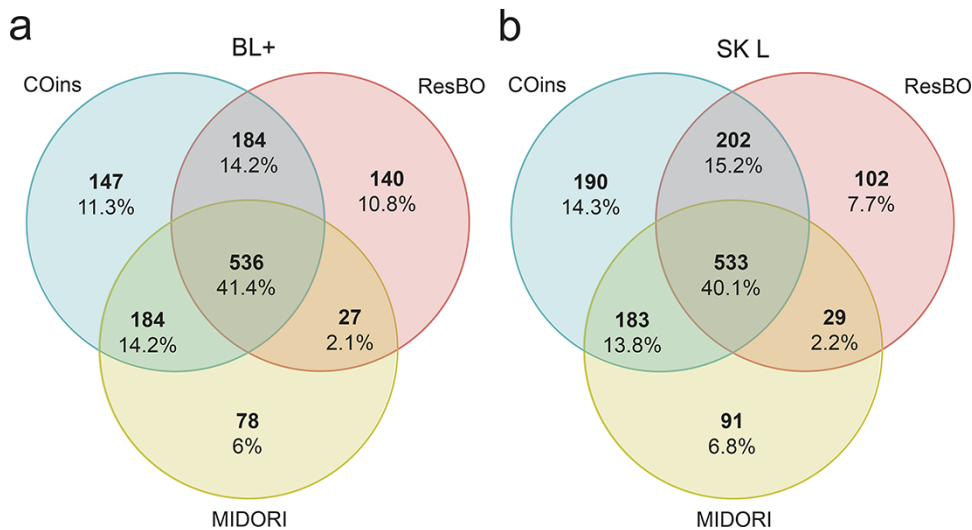 a
BL+
COins
ResBO
184
14.2%
147
11.3%
140
10.8%
536
41.4%
184
14.2%
27
2.1%
78
6%
MIDORI
b
SK L
COins
ResBO
202
15.2%
190
14.3%
102
7.7%
533
40.1%
183
13.8%
29
2.2%
91
6.8%
MIDORI